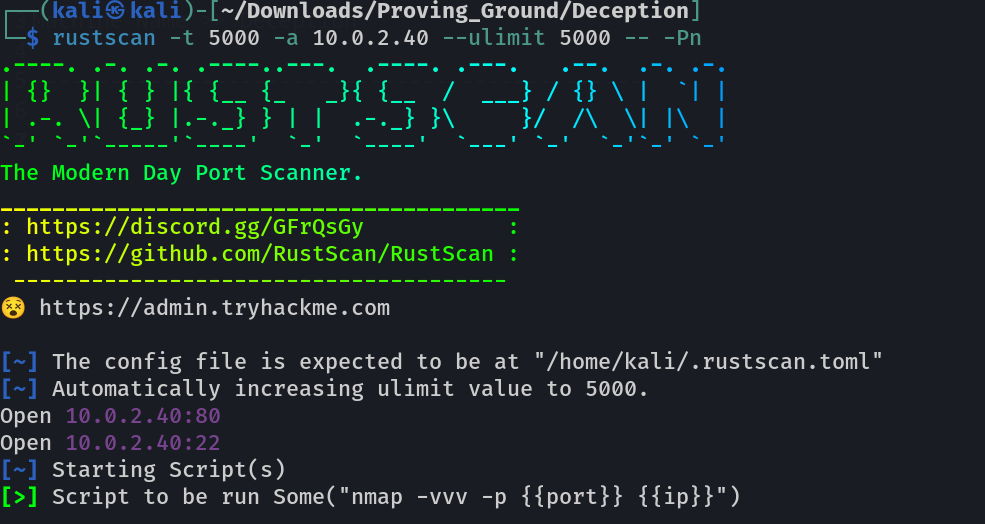 ┌──(kali㉿kali)-[~/Downloads/Proving_Ground/Deception]
└─$ rustscan -t 5000 -a 10.0.2.40 --ulimit 5000 -- -Pn
.----. .-. .-. .----..---.  .----. .---.   .--.  .-. .-.
| {}  }| { } |{ {__ {_   _}{ {__  /  ___} / {} \ |  `| |
| .-. \| {_} |.-._} } | |  .-._} }\     }/  /\  \| |\  |
`-' `-'`-----'`----'  `-'  `----'  `---' `-'  `-'`-' `-'
The Modern Day Port Scanner.
________________________________________
: https://discord.gg/GFrQsGy           :
: https://github.com/RustScan/RustScan :
 --------------------------------------
😵 https://admin.tryhackme.com
[~] The config file is expected to be at "/home/kali/.rustscan.toml"
[~] Automatically increasing ulimit value to 5000.
Open 10.0.2.40:80
Open 10.0.2.40:22
[~] Starting Script(s)
[>] Script to be run Some("nmap -vvv -p {{port}} {{ip}}")